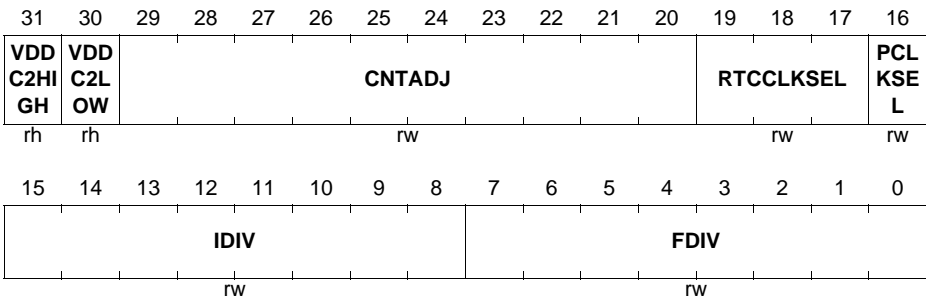 31 30 29 28 27 26 25 24 23 22 21 20 19 18 17 16
VDD VDD PCL
C2HI C2L CNTADJ RTCCLKSEL KSE
GH OW L
rh rh rw rw rw
15 14 13 12 11 10 9 8 7 6 5 4 3 2 1 0
IDIV FDIV
rw rw